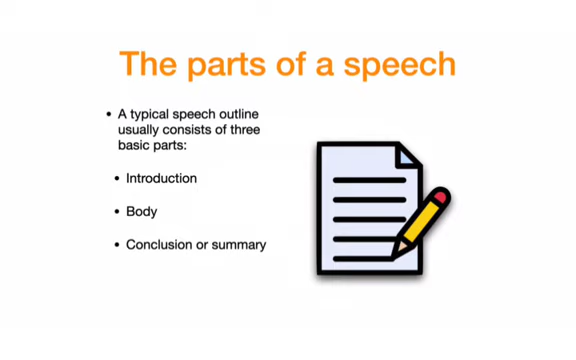 The parts of a speech
• A typical speech outline
usually consists of three
basic parts:
• Introduction
• Body
• Conclusion or summary